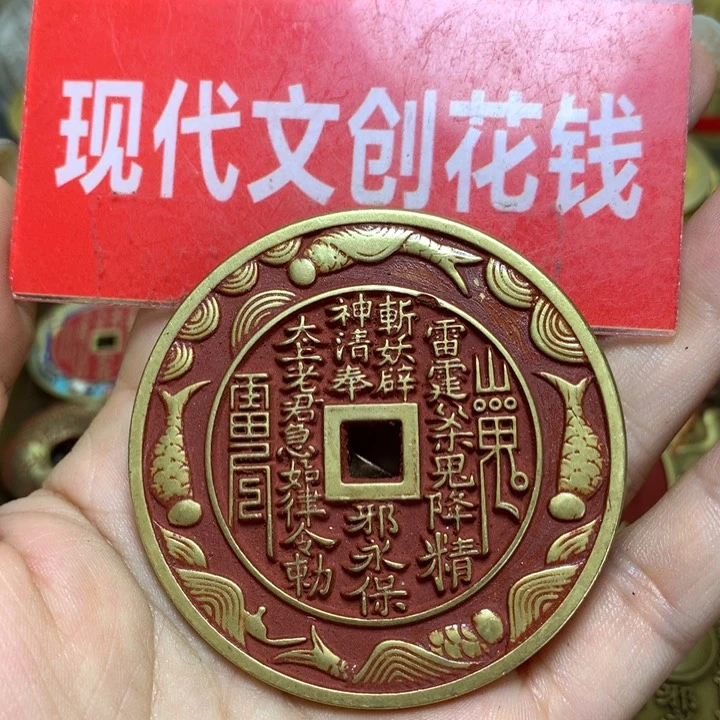 现代文创花钱
雷霆殺鬼降精
斬妖辟邪永保
神清奉
太上老君急如律令勅